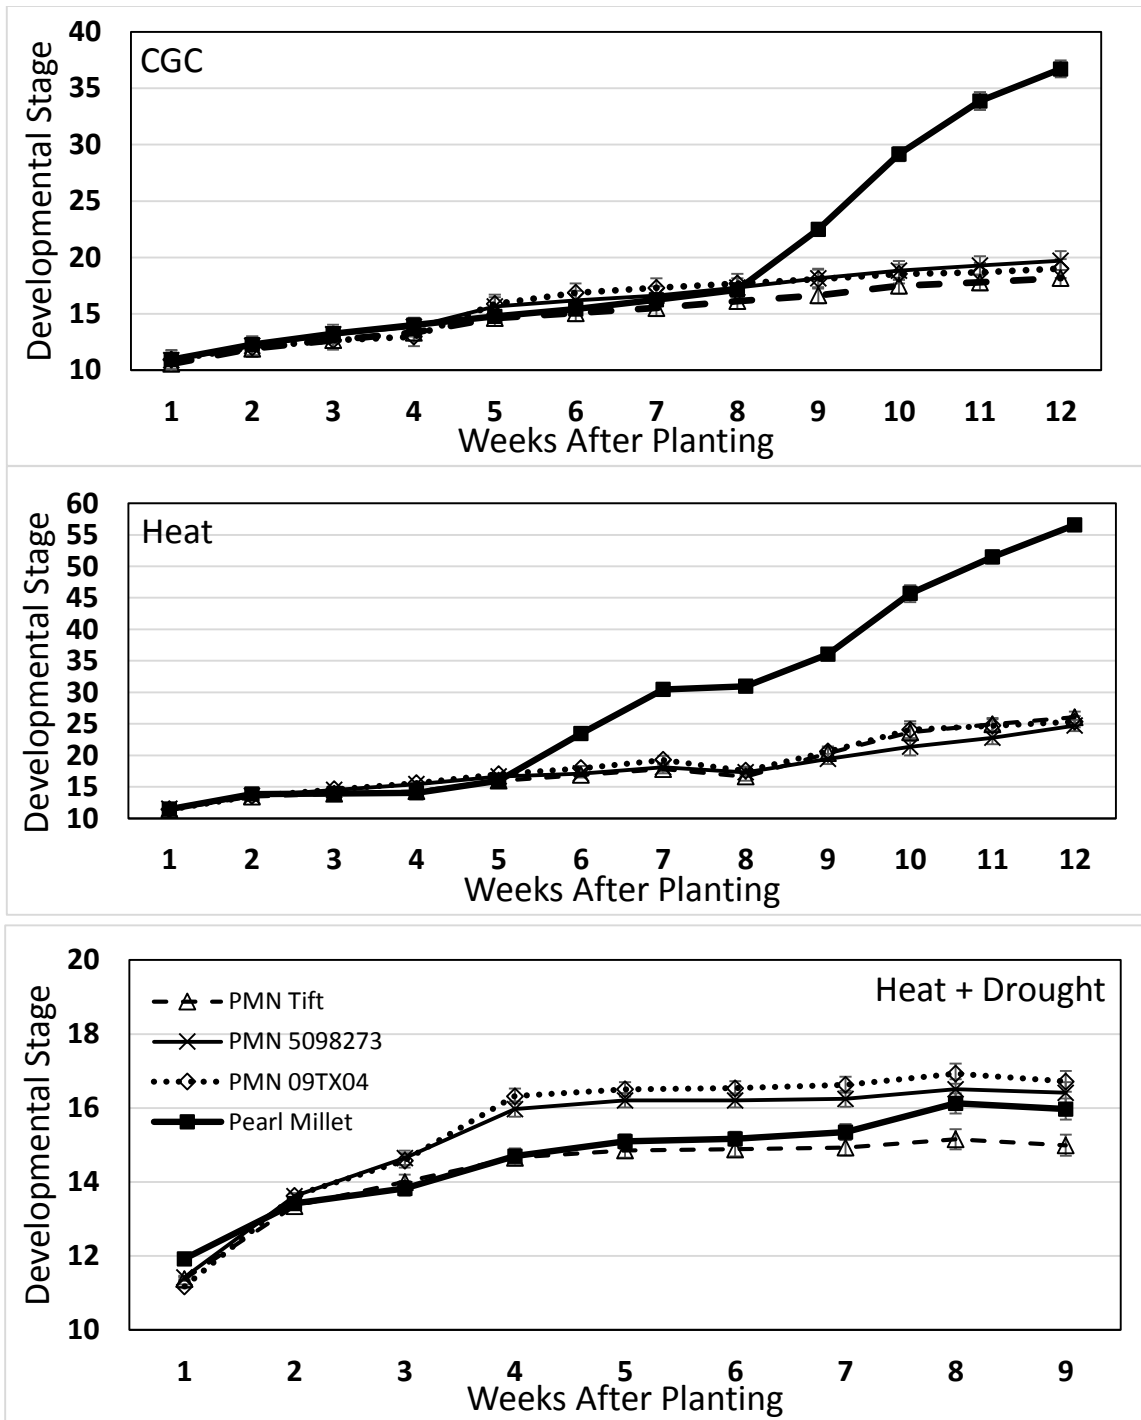 CGC
Developmental Stage
40
35
30
25
20
15
10
1 2 3 4 5 6 7 8 9 10 11 12
Weeks After Planting
Heat
Developmental Stage
60
55
50
45
40
35
30
25
20
15
10
1 2 3 4 5 6 7 8 9 10 11 12
Weeks After Planting
Heat + Drought
Developmental Stage
20
18
16
14
12
10
PMN Tift
PMN 5098273
PMN 09TX04
Pearl Millet
1 2 3 4 5 6 7 8 9
Weeks After Planting